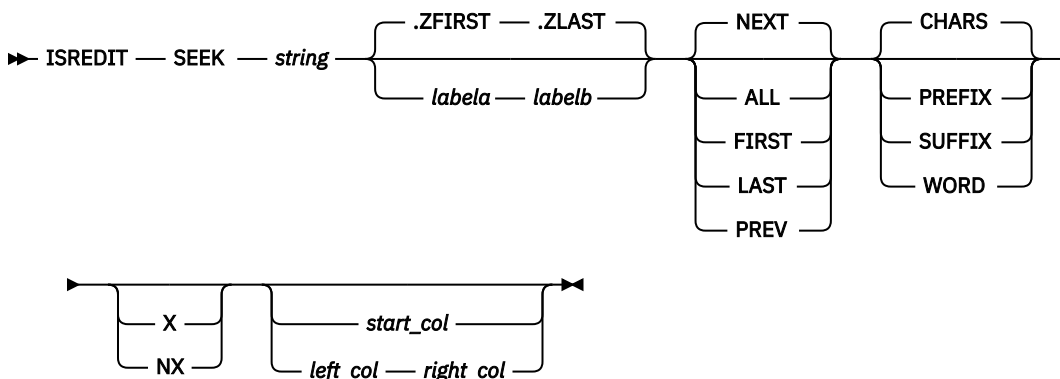 .ZFIRST .ZLAST NEXT CHARS
ISREDIT SEEK string
labela labelb ALL PREFIX
FIRST SUFFIX
LAST WORD
PREV
X start_col
NX left_col right_col